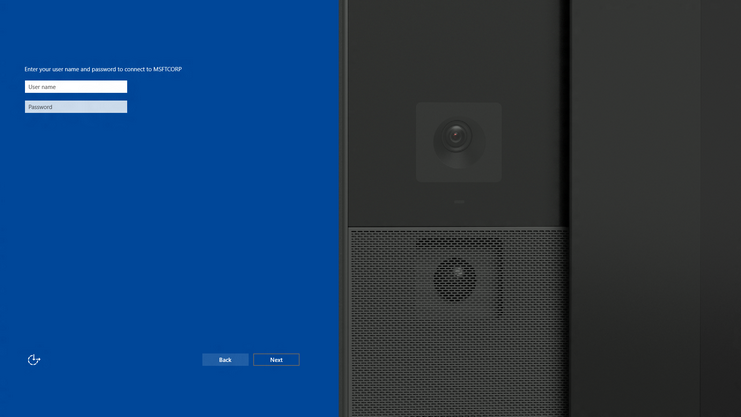 Enter your user name and password to connect to MSFTCORP
User name
Password
Back
Next